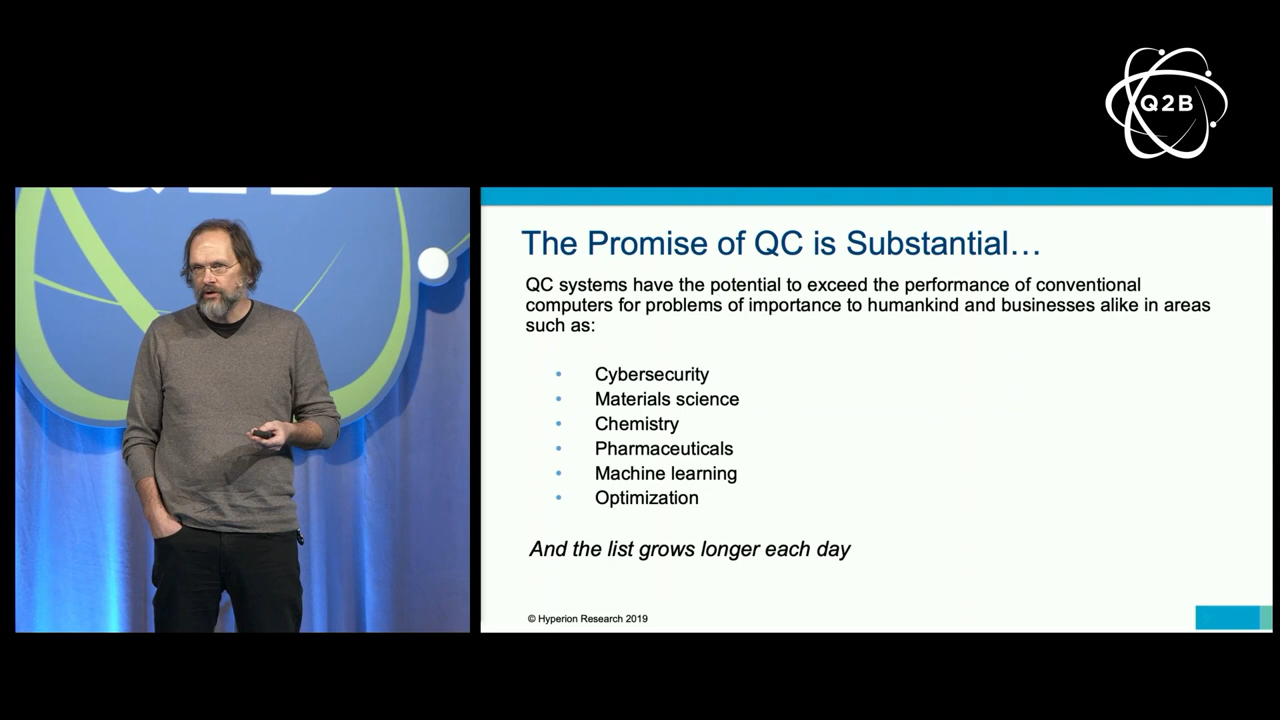 Q2B
The Promise of QC is Substantial…
QC systems have the potential to exceed the performance of conventional
computers for problems of importance to humankind and businesses alike in areas
such as:
• Cybersecurity
• Materials science
• Chemistry
• Pharmaceuticals
• Machine learning
• Optimization
And the list grows longer each day
© Hyperion Research 2019